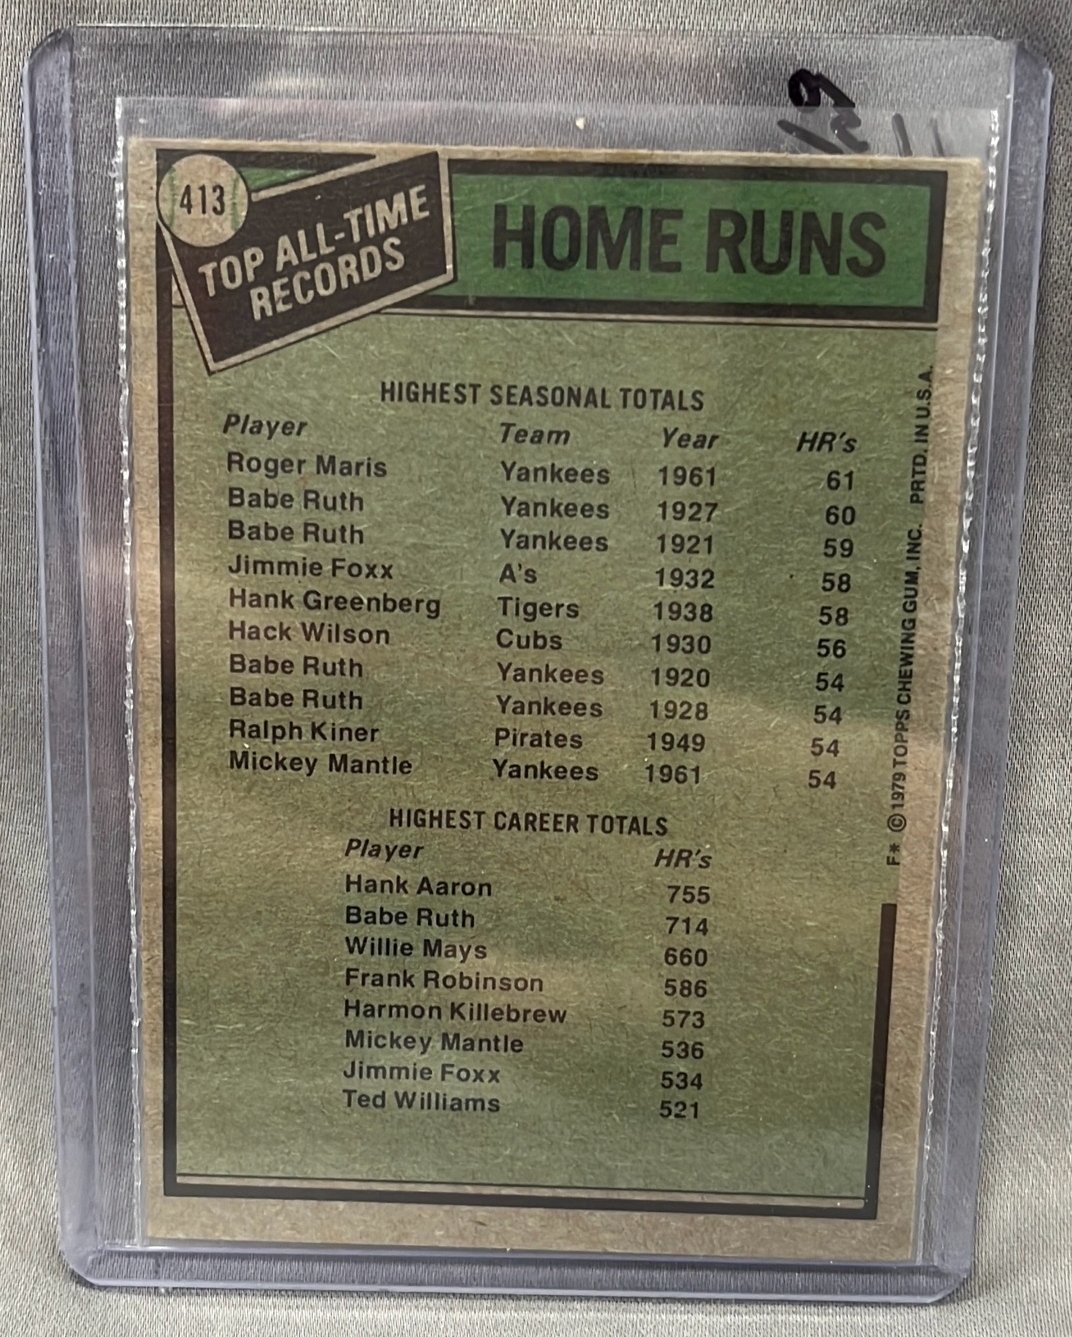 413
TOP ALL-TIME
RECORDS
HOME RUNS
HIGHEST SEASONAL TOTALS
Player Team Year HR's
Roger Maris Yankees 1961 61
Babe Ruth Yankees 1927 60
Babe Ruth Yankees 1921 59
Jimmie Foxx A's 1932 58
Hank Greenberg Tigers 1938 58
Hack Wilson Cubs 1930 56
Babe Ruth Yankees 1920 54
Babe Ruth Yankees 1928 54
Ralph Kiner Pirates 1949 54
Mickey Mantle Yankees 1961 54
HIGHEST CAREER TOTALS
Player HR's
Hank Aaron 755
Babe Ruth 714
Willie Mays 660
Frank Robinson 586
Harmon Killebrew 573
Mickey Mantle 536
Jimmie Foxx 534
Ted Williams 521
F* © 1979 TOPPS CHEWING GUM, INC. PRTD. IN U.S.A.